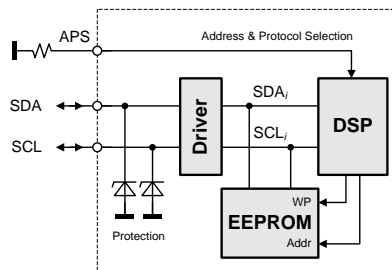 APS
Address & Protocol Selection
SDA
SDAi
SCL
SCLi
Driver
DSP
WP
EEPROM
Addr
Protection